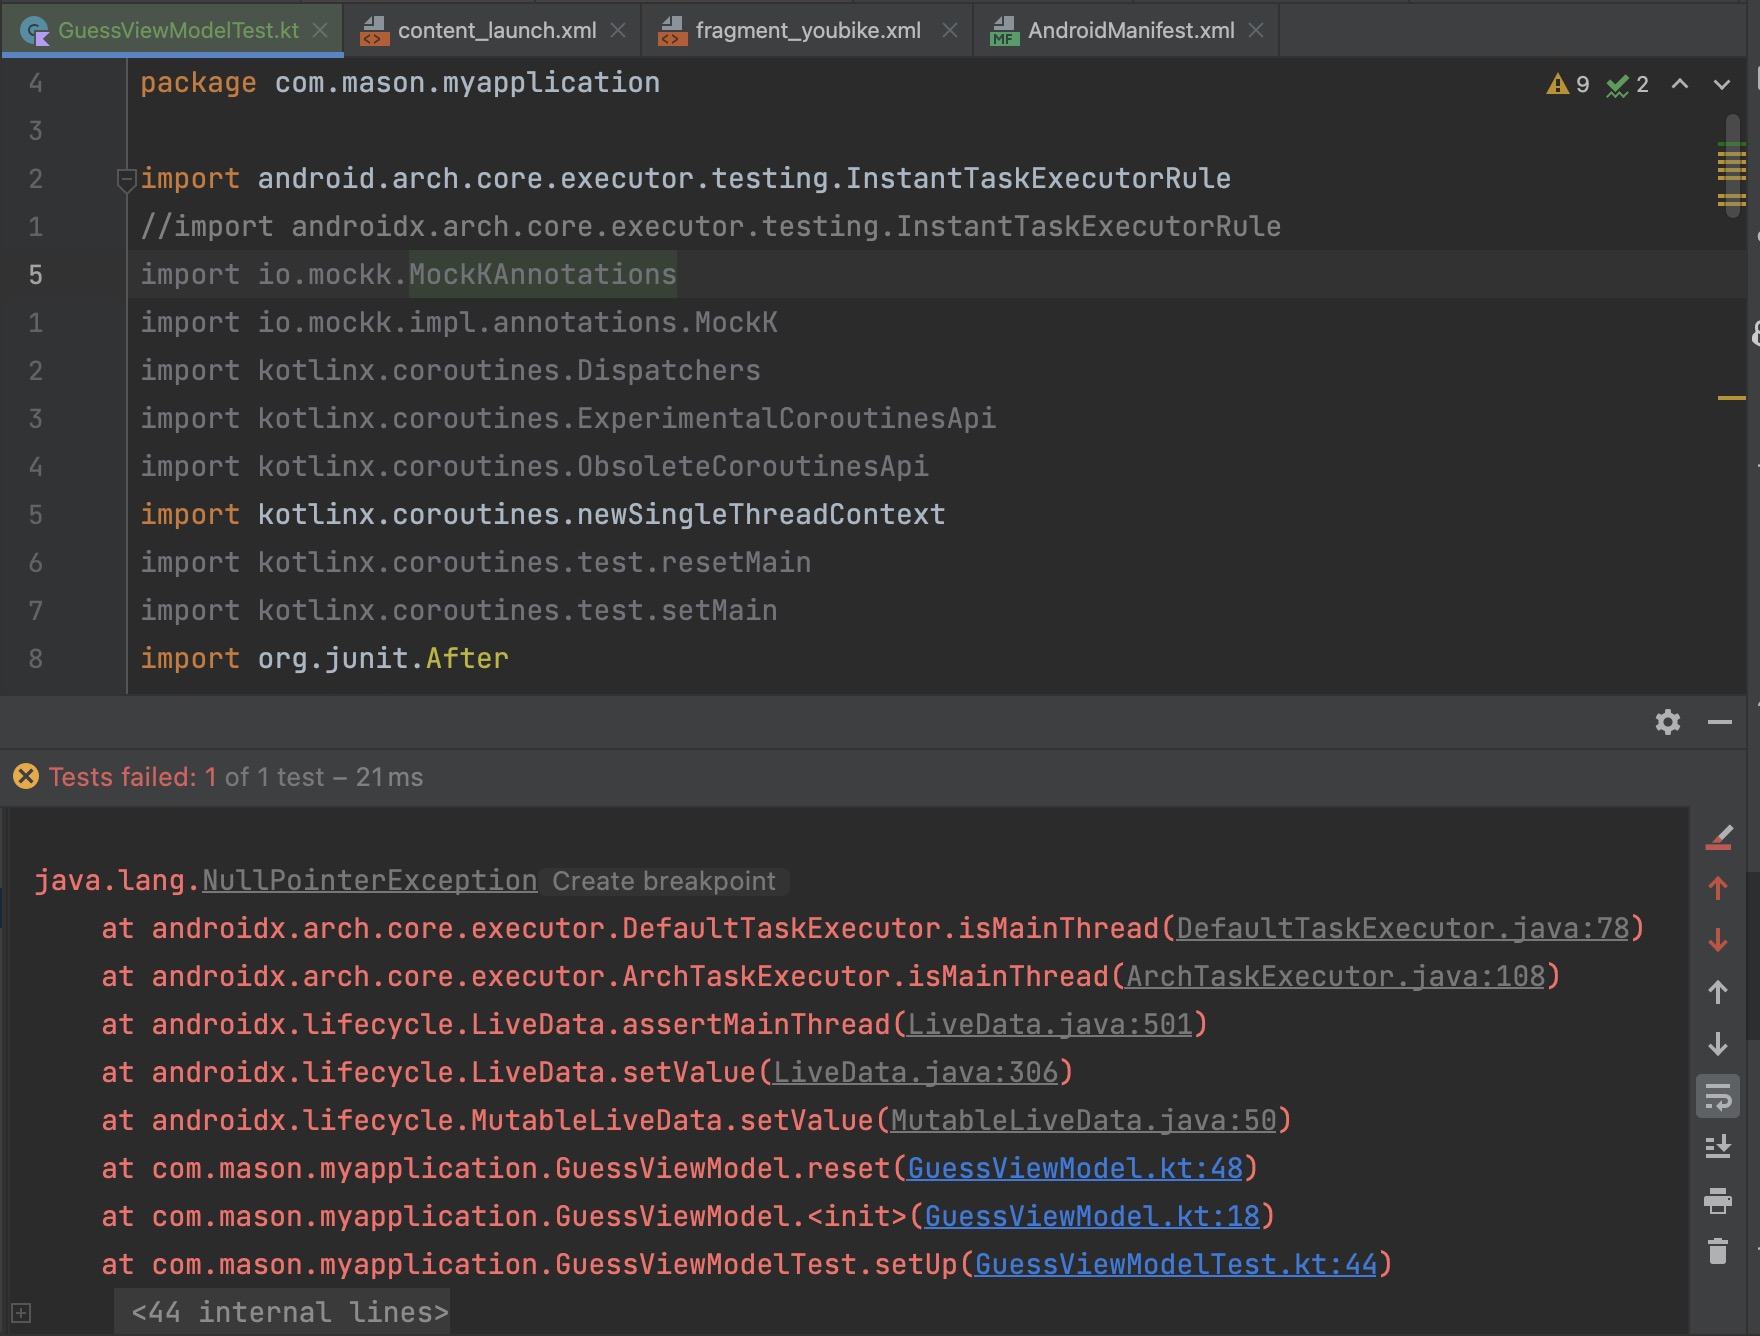 GuessViewModelTest.kt content_launch.xml fragment_youbike.xml AndroidManifest.xml
4 package com.mason.myapplication 9 2
3
2 import android.arch.core.executor.testing.InstantTaskExecutorRule
1 //import androidx.arch.core.executor.testing.InstantTaskExecutorRule
5 import io.mockk.MockKAnnotations
1 import io.mockk.impl.annotations.MockK
2 import kotlinx.coroutines.Dispatchers
3 import kotlinx.coroutines.ExperimentalCoroutinesApi
4 import kotlinx.coroutines.ObsoleteCoroutinesApi
5 import kotlinx.coroutines.newSingleThreadContext
6 import kotlinx.coroutines.test.resetMain
7 import kotlinx.coroutines.test.setMain
8 import org.junit.After
Tests failed: 1 of 1 test – 21 ms
java.lang.NullPointerException Create breakpoint
at androidx.arch.core.executor.DefaultTaskExecutor.isMainThread(DefaultTaskExecutor.java:78)
at androidx.arch.core.executor.ArchTaskExecutor.isMainThread(ArchTaskExecutor.java:108)
at androidx.lifecycle.LiveData.assertMainThread(LiveData.java:501)
at androidx.lifecycle.LiveData.setValue(LiveData.java:306)
at androidx.lifecycle.MutableLiveData.setValue(MutableLiveData.java:50)
at com.mason.myapplication.GuessViewModel.reset(GuessViewModel.kt:48)
at com.mason.myapplication.GuessViewModel.<init>(GuessViewModel.kt:18)
at com.mason.myapplication.GuessViewModelTest.setUp(GuessViewModelTest.kt:44)
<44 internal lines>